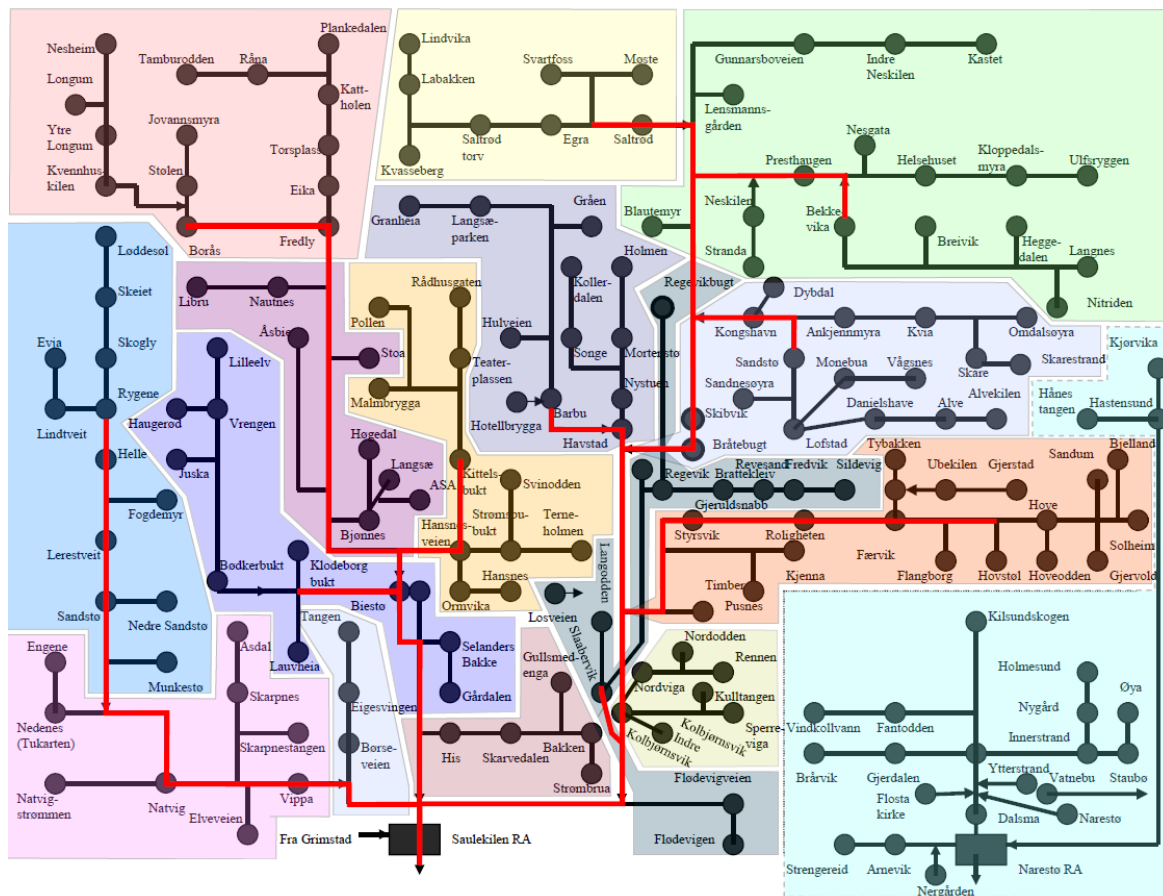 Nesheim
Tamburodden
Råna
Plankedalen
Longum
Katt-
hølen
Jovannsmyra
Ytre
Longum
Torsplass
Kvennhus-
kilen
Stølen
Eika
Borås
Fredly
Lindvika
Svartfoss
Møste
Labakken
Saltrød
torv
Egra
Saltrød
Kvasseberg
Gunnarsboveien
Indre
Neskilen
Kastet
Lensmanns-
gården
Nesgata
Presthaugen
Helsehuset
Kloppedals-
myra
Ulfsryggen
Neskilen
Bekke
vika
Blautemyr
Stranda
Breivik
Hegge-
dalen
Langnes
Nitriden
Granheia
Langsæ-
parken
Gråen
Holmen
Koller-
dalen
Hulveien
Songe
Mortenstø
Nystuen
Barbu
Hotellbrygga
Havstad
Løddesøl
Skeiet
Evja
Skogly
Rygene
Lindtveit
Helle
Fogdemyr
Lerestveit
Sandstø
Nedre Sandstø
Munkestø
Libru
Nautnes
Åsbie
Stoa
Høgedal
Langsæ
ASA
Bjønnes
Rådhusgaten
Pollen
Teater-
plassen
Malmbrygga
Kittels-
bukt
Svinodden
Hansnes-
veien
Strømsbu-
bukt
Terne-
holmen
Hansnes
Ormvika
Lilleelv
Haugerød
Vrengen
Juska
Bødkerbukt
Klodeborg
bukt
Biestø
Lauvheia
Selanders
Bakke
Gårdalen
Regevikbugt
Dybdal
Kongshavn
Ankjennmyra
Kvia
Omdalsøyra
Sandstø
Monebua
Vågsnes
Skare
Skarestrand
Sandnesøyra
Danielshave
Alve
Alvekilen
Skibvik
Bråtebugt
Lofstad
Kjørvika
Hånes
tangen
Hastensund
Regevik
Brattekleiv
Revesand
Fredvik
Sildevig
Gjeruldsnabb
Tybakken
Ubekilen
Gjerstad
Sandum
Bjelland
Styrsvik
Roligheten
Hove
Færvik
Solheim
Timber
Kjenna
Pusnes
Flangborg
Hovstøl
Hoveodden
Gjervold
Langodden
Losveien
Slaabervik
Nordodden
Rennen
Nordviga
Kulltangen
Kolbjørnsvik
Indre
Kolbjørnsvik
Sperre-
viga
Flødevigveien
Flødevigen
Tangen
Eigesvingen
Børse-
veien
Gullsmed-
enga
His
Skarvedalen
Bakken
Strømbrua
Engene
Asdal
Nedenes
(Tukarten)
Skarpnes
Skarpnestangen
Natvig-
strømmen
Natvig
Vippa
Elveveien
Fra Grimstad
Saulekilen RA
Kilsundskogen
Holmesund
Øya
Vindkollvann
Fantodden
Nygård
Innerstrand
Brårvik
Gjerdalen
Ytterstrand
Vatnebu
Staubø
Flosta
kirke
Dalsma
Narestø
Strengereid
Arnevik
Narestø RA
Nergården